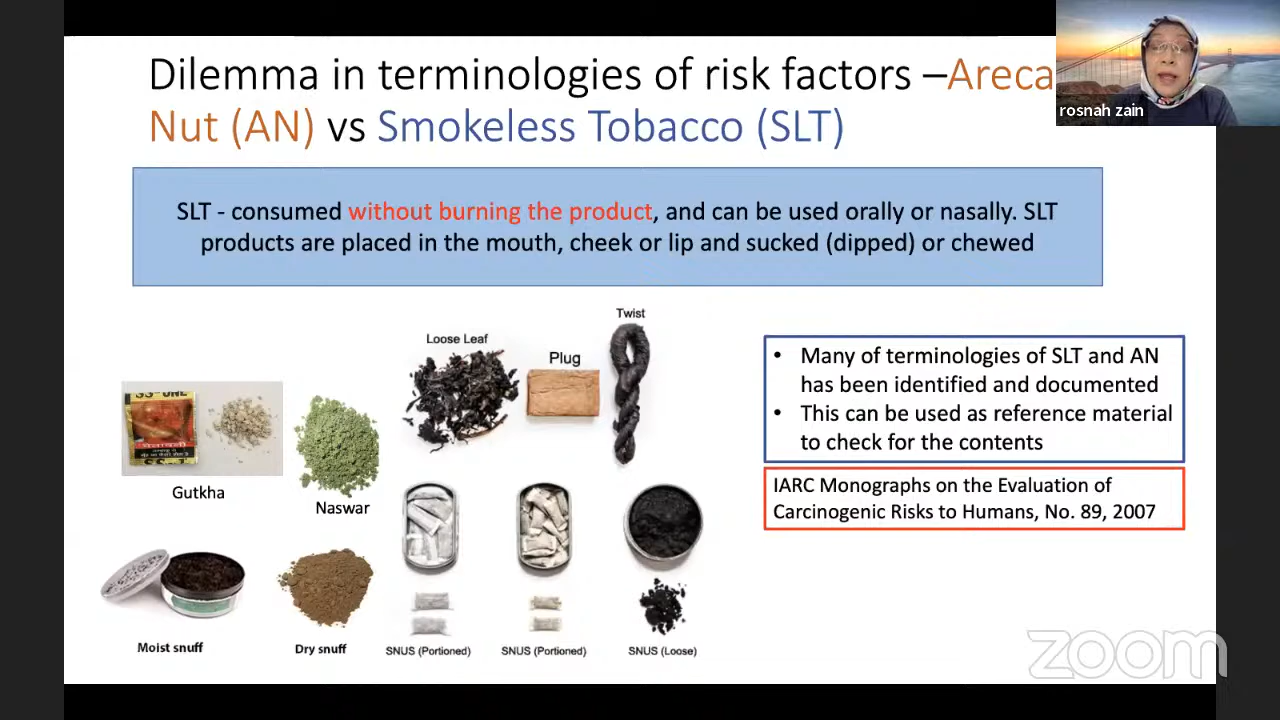 Dilemma in terminologies of risk factors –Areca
Nut (AN) vs Smokeless Tobacco (SLT)
rosnah zain
SLT - consumed without burning the product, and can be used orally or nasally. SLT
products are placed in the mouth, cheek or lip and sucked (dipped) or chewed
Twist
Loose Leaf
Plug
Gutkha
Naswar
Moist snuff
Dry snuff
SNUS (Portioned)
SNUS (Portioned)
SNUS (Loose)
• Many of terminologies of SLT and AN
has been identified and documented
• This can be used as reference material
to check for the contents
IARC Monographs on the Evaluation of
Carcinogenic Risks to Humans, No. 89, 2007
zoom